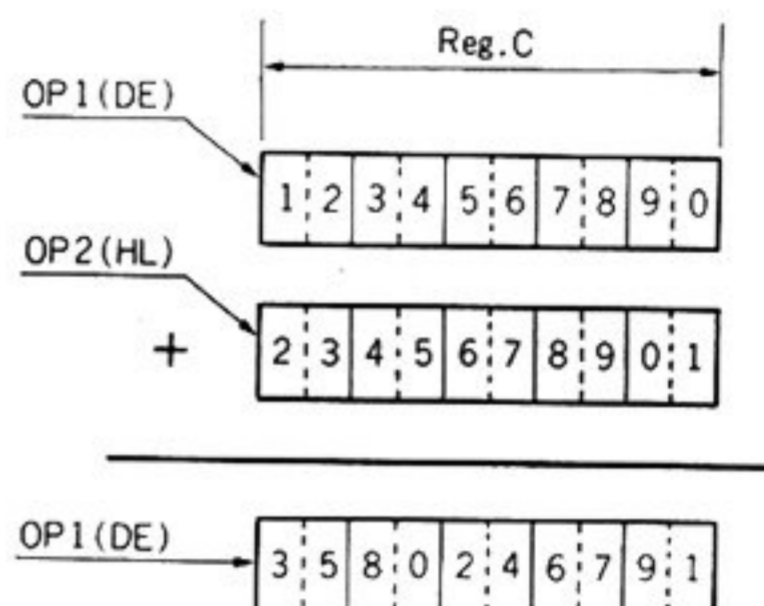 Reg.C
OP1(DE)
1 2 3 4 5 6 7 8 9 0
OP2(HL)
+ 2 3 4 5 6 7 8 9 0 1
OP1(DE) 3 5 8 0 2 4 6 7 9 1